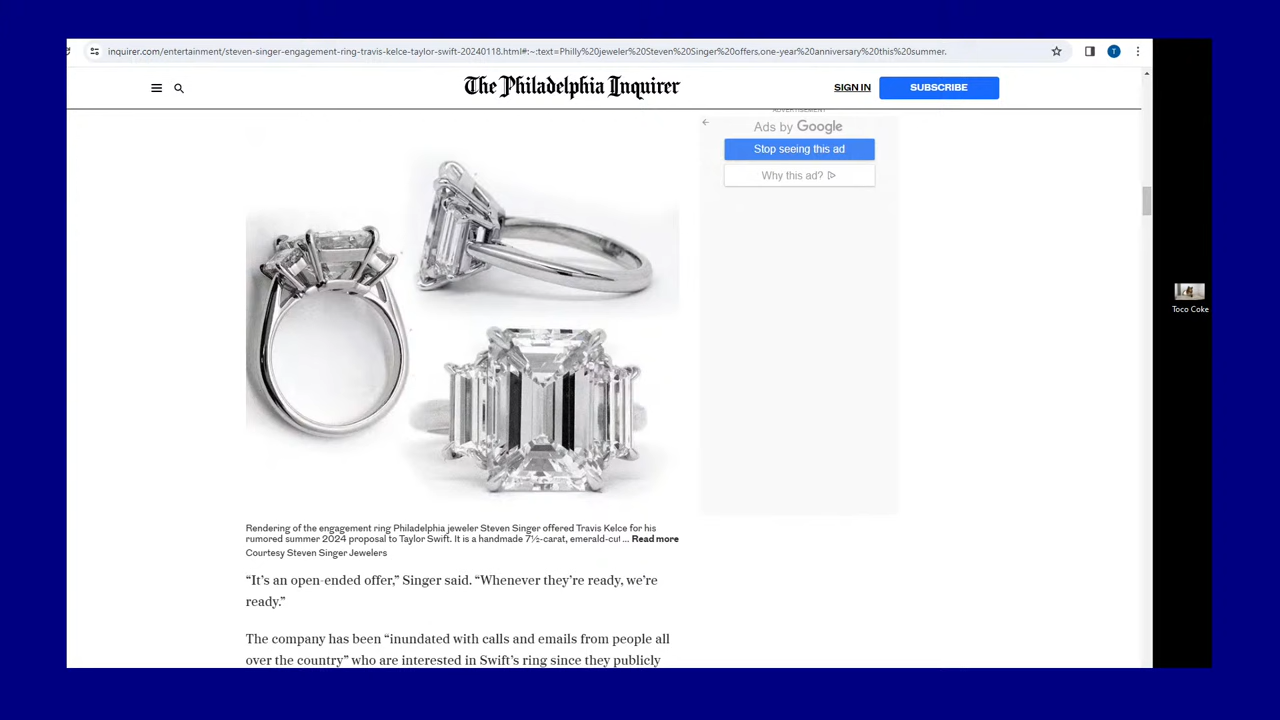 inquirer.com/entertainment/steven-singer-engagement-ring-travis-kelce-taylor-swift-20240118.html#:~:text=Philly%20jeweler%20Steven%20Singer%20offers,one-year%20anniversary%20this%20summer.
T
The Philadelphia Inquirer
SIGN IN
SUBSCRIBE
ADVERTISEMENT
Ads by Google
Stop seeing this ad
Why this ad?
Toco Coke
Rendering of the engagement ring Philadelphia jeweler Steven Singer offered Travis Kelce for his
rumored summer 2024 proposal to Taylor Swift. It is a handmade 7½-carat, emerald-cut ... Read more
Courtesy Steven Singer Jewelers
“It’s an open-ended offer,” Singer said. “Whenever they’re ready, we’re
ready.”
The company has been “inundated with calls and emails from people all
over the country” who are interested in Swift’s ring since they publicly